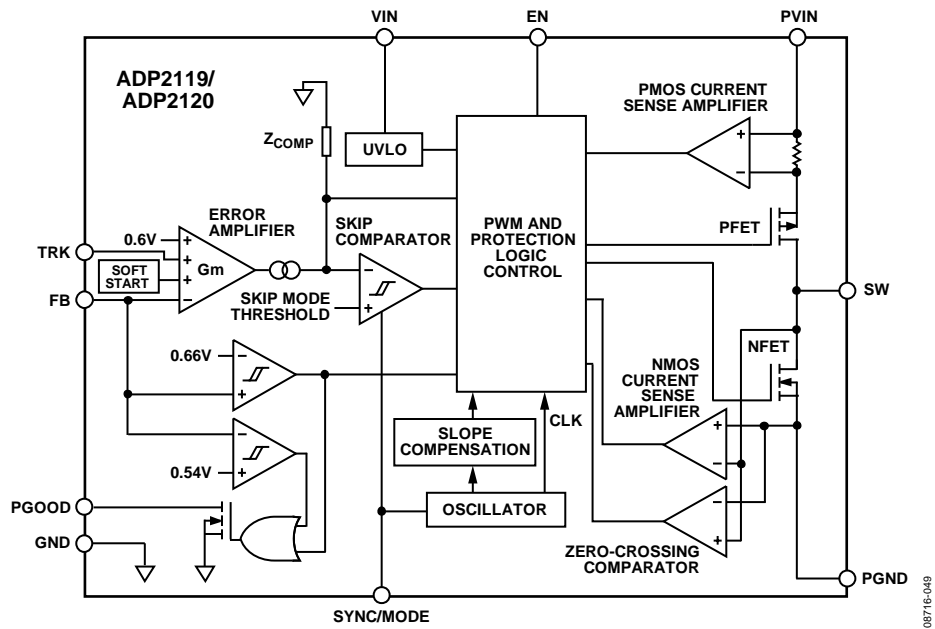 VIN
EN
PVIN
ADP2119/
ADP2120
PMOS CURRENT
SENSE AMPLIFIER
+
−
ZCOMP
UVLO
PWM AND
PROTECTION
LOGIC
CONTROL
PFET
ERROR
AMPLIFIER
SKIP
COMPARATOR
0.6V
TRK
SOFT
START
FB
+
+
+
−
Gm
−
+
SKIP MODE
THRESHOLD
SW
NFET
0.66V
−
+
NMOS
CURRENT
SENSE
AMPLIFIER
+
−
−
+
0.54V
CLK
SLOPE
COMPENSATION
OSCILLATOR
−
+
ZERO-CROSSING
COMPARATOR
PGOOD
GND
PGND
SYNC/MODE
08716-049